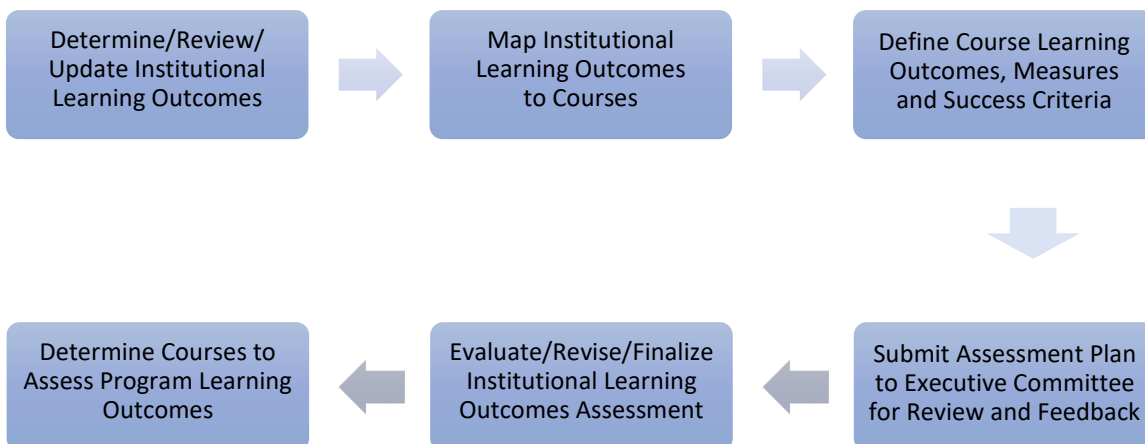 Determine/Review/
Update Institutional
Learning Outcomes
Map Institutional
Learning Outcomes
to Courses
Define Course Learning
Outcomes, Measures
and Success Criteria
Determine Courses to
Assess Program Learning
Outcomes
Evaluate/Revise/Finalize
Institutional Learning
Outcomes Assessment
Submit Assessment Plan
to Executive Committee
for Review and Feedback